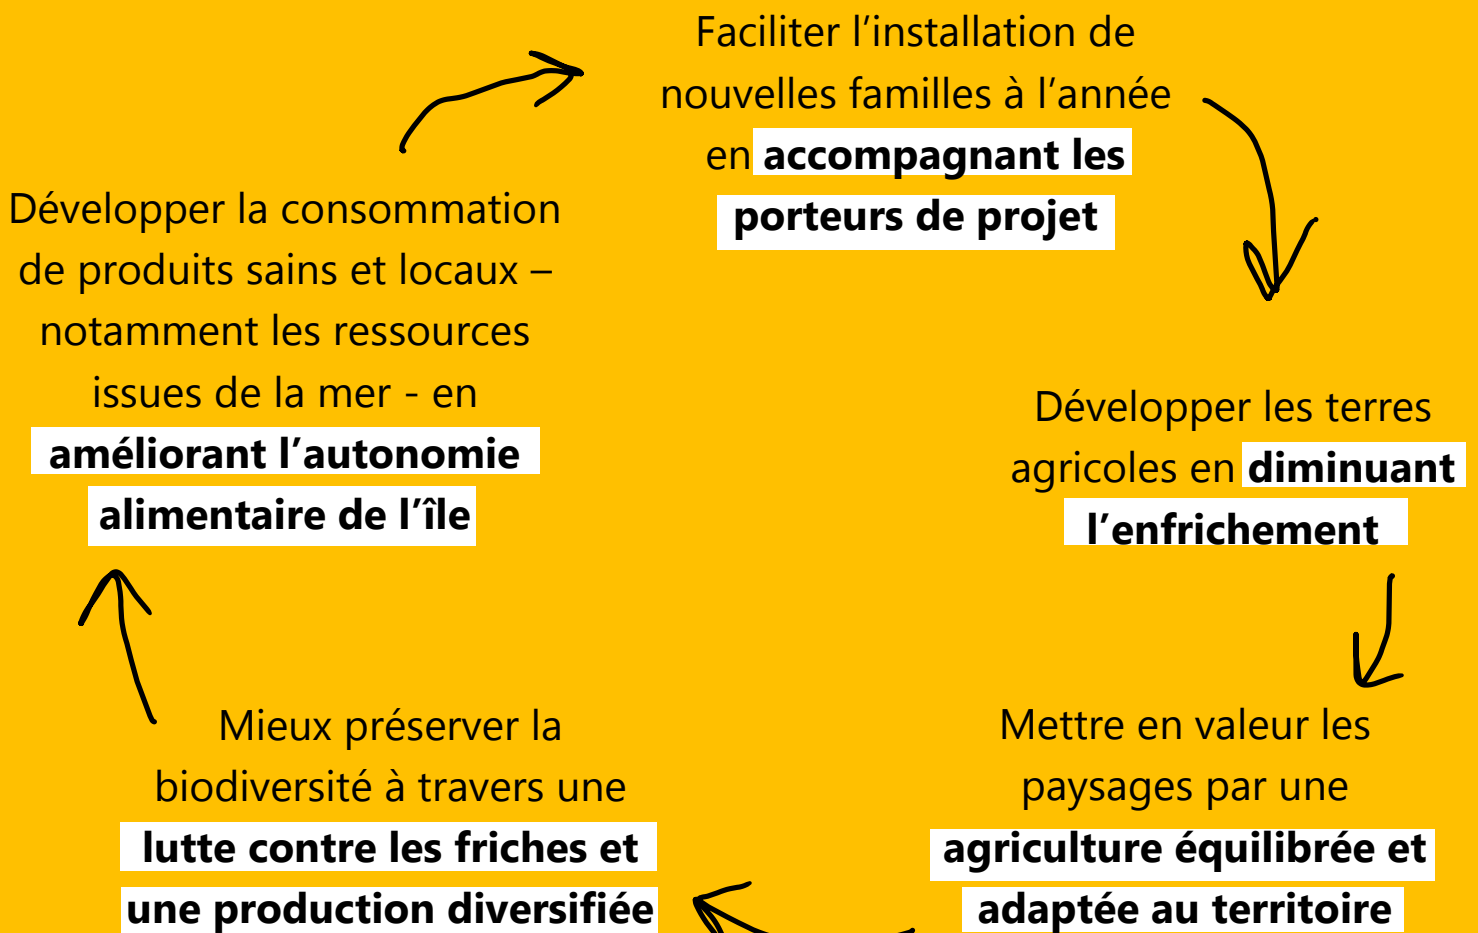 Faciliter l’installation de
nouvelles familles à l’année
en accompagnant les
porteurs de projet
Développer les terres
agricoles en diminuant
l’enfrichement
Mettre en valeur les
paysages par une
agriculture équilibrée et
adaptée au territoire
Mieux préserver la
biodiversité à travers une
lutte contre les friches et
une production diversifiée
Développer la consommation
de produits sains et locaux –
notamment les ressources
issues de la mer - en
améliorant l’autonomie
alimentaire de l’île